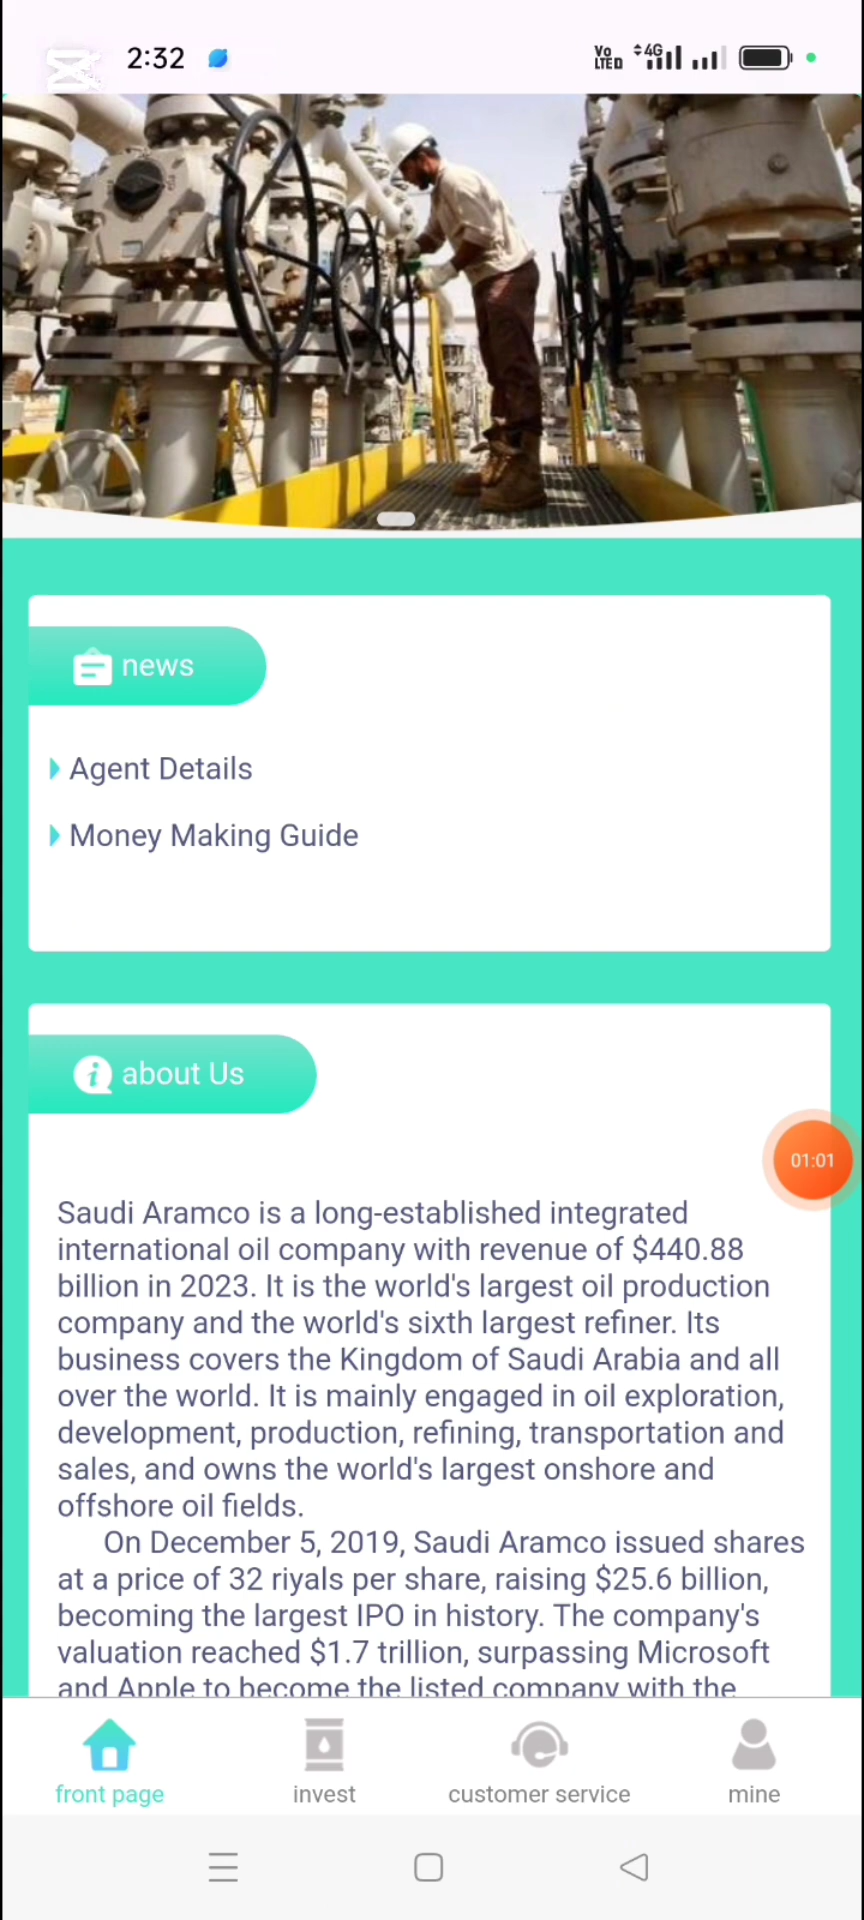 2:32
Vo LTED 4G
news
Agent Details
Money Making Guide
about Us
01:01
Saudi Aramco is a long-established integrated
international oil company with revenue of $440.88
billion in 2023. It is the world's largest oil production
company and the world's sixth largest refiner. Its
business covers the Kingdom of Saudi Arabia and all
over the world. It is mainly engaged in oil exploration,
development, production, refining, transportation and
sales, and owns the world's largest onshore and
offshore oil fields.
On December 5, 2019, Saudi Aramco issued shares
at a price of 32 riyals per share, raising $25.6 billion,
becoming the largest IPO in history. The company's
valuation reached $1.7 trillion, surpassing Microsoft
and Apple to become the listed company with the
front page
invest
customer service
mine